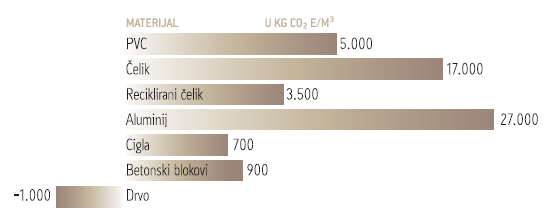 MATERIJAL U KG CO₂ E/M³
PVC 5.000
Čelik 17.000
Reciklirani čelik 3.500
Aluminij 27.000
Cigla 700
Betonski blokovi 900
-1.000 Drvo